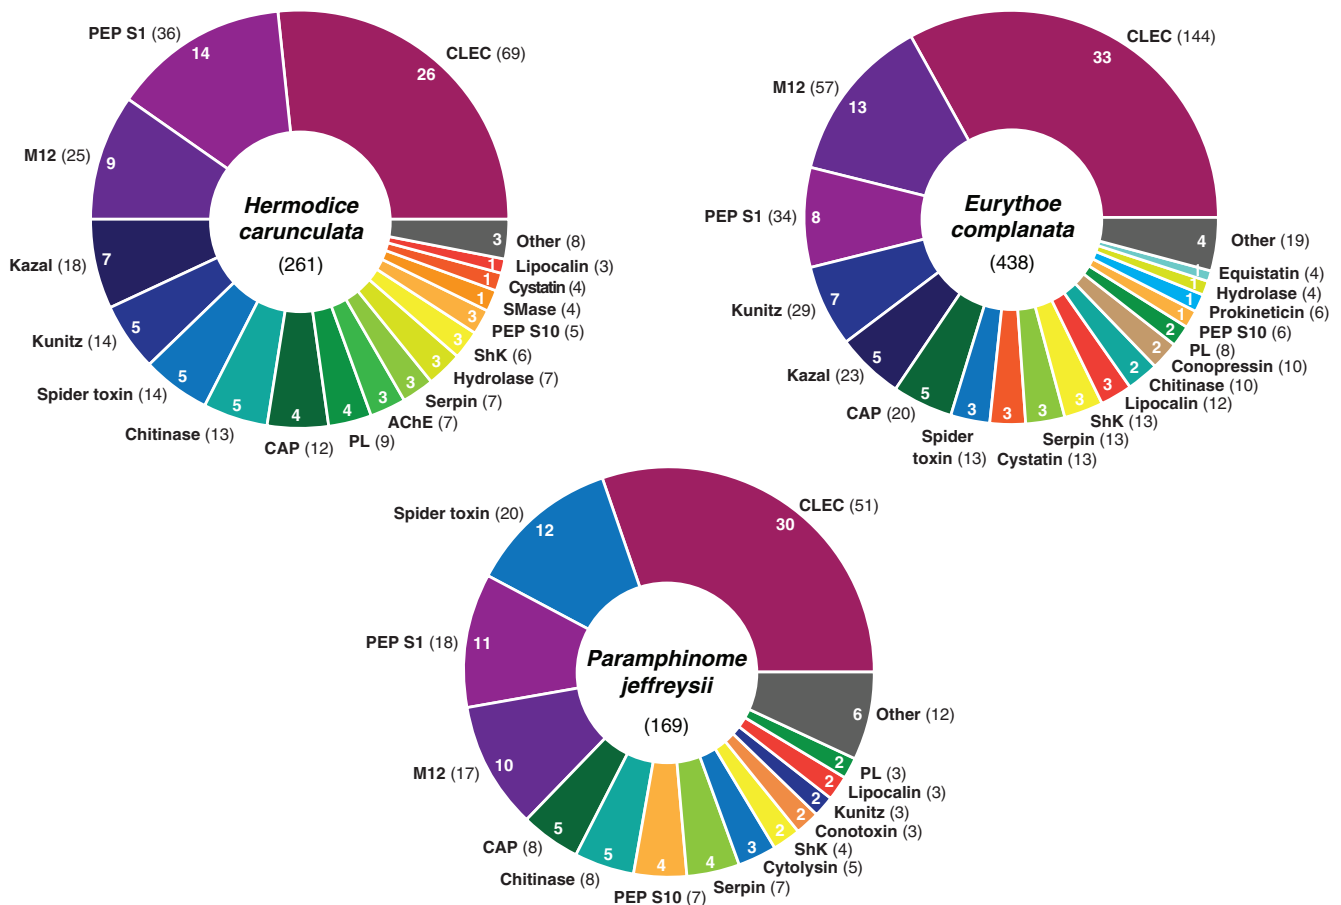 PEP S1 (36)
14
CLEC (69)
26
M12 (25)
9
Hermodice
carunculata
(261)
Kazal (18)
7
Kunitz (14)
5
Spider toxin (14)
5
Chitinase (13)
5
CAP (12)
4
PL (9)
4
AChE (7)
3
Serpin (7)
3
Hydrolase (7)
3
ShK (6)
3
PEP S10 (5)
3
SMase (4)
1
Cystatin (4)
1
Lipocalin (3)
1
Other (8)
3
CLEC (144)
33
M12 (57)
13
PEP S1 (34)
8
Eurythoe
complanata
(438)
Kunitz (29)
7
Kazal (23)
5
CAP (20)
5
Spider
toxin (13)
3
Cystatin (13)
3
Serpin (13)
3
ShK (13)
3
Lipocalin (12)
3
Chitinase (10)
2
Conopressin (10)
2
PL (8)
2
PEP S10 (6)
1
Prokineticin (6)
1
Hydrolase (4)
1
Equistatin (4)
1
Other (19)
4
Spider toxin (20)
12
CLEC (51)
30
PEP S1 (18)
11
Paramphinome
jeffreysii
(169)
M12 (17)
10
CAP (8)
5
Chitinase (8)
5
PEP S10 (7)
4
Serpin (7)
4
Cytolysin (5)
3
ShK (4)
2
Conotoxin (3)
2
Kunitz (3)
2
Lipocalin (3)
2
PL (3)
2
Other (12)
6